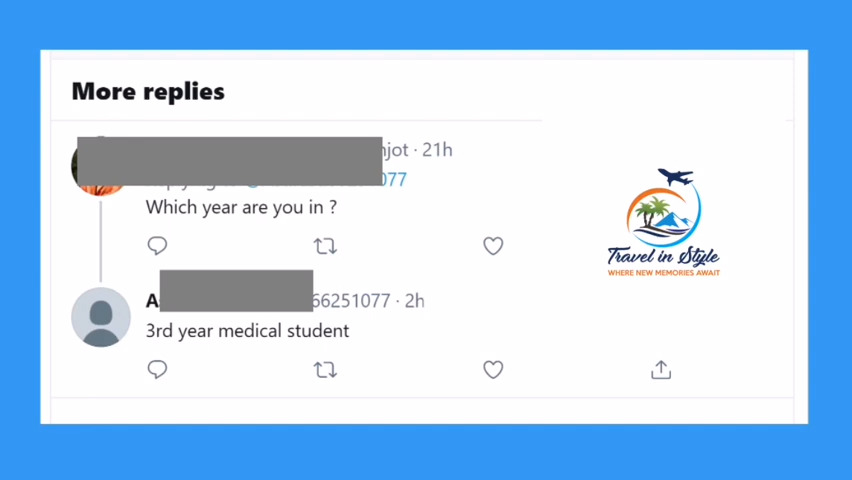 More replies
jot · 21h
077
Which year are you in ?
A 66251077 · 2h
3rd year medical student
Travel in Style
WHERE NEW MEMORIES AWAIT